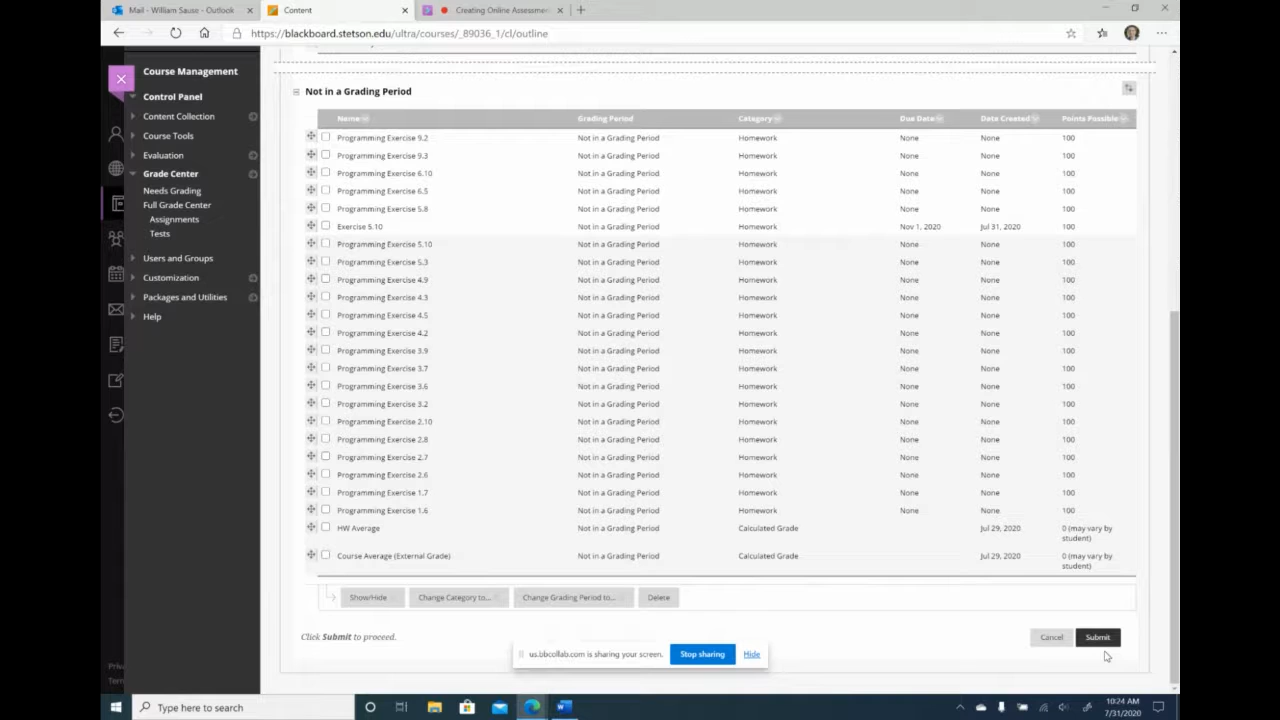 Mail - William Sause - Outlook
Content
Creating Online Assessmen
https://blackboard.stetson.edu/ultra/courses/_89036_1/cl/outline
Course Management
Control Panel
Content Collection
Course Tools
Evaluation
Grade Center
Needs Grading
Full Grade Center
Assignments
Tests
Users and Groups
Customization
Packages and Utilities
Help
Priv
Term
Not in a Grading Period
Name Grading Period Category Due Date Date Created Points Possible
Programming Exercise 9.2 Not in a Grading Period Homework None None 100
Programming Exercise 9.3 Not in a Grading Period Homework None None 100
Programming Exercise 6.10 Not in a Grading Period Homework None None 100
Programming Exercise 6.5 Not in a Grading Period Homework None None 100
Programming Exercise 5.8 Not in a Grading Period Homework None None 100
Exercise 5.10 Not in a Grading Period Homework Nov 1, 2020 Jul 31, 2020 100
Programming Exercise 5.10 Not in a Grading Period Homework None None 100
Programming Exercise 5.3 Not in a Grading Period Homework None None 100
Programming Exercise 4.9 Not in a Grading Period Homework None None 100
Programming Exercise 4.3 Not in a Grading Period Homework None None 100
Programming Exercise 4.5 Not in a Grading Period Homework None None 100
Programming Exercise 4.2 Not in a Grading Period Homework None None 100
Programming Exercise 3.9 Not in a Grading Period Homework None None 100
Programming Exercise 3.7 Not in a Grading Period Homework None None 100
Programming Exercise 3.6 Not in a Grading Period Homework None None 100
Programming Exercise 3.2 Not in a Grading Period Homework None None 100
Programming Exercise 2.10 Not in a Grading Period Homework None None 100
Programming Exercise 2.8 Not in a Grading Period Homework None None 100
Programming Exercise 2.7 Not in a Grading Period Homework None None 100
Programming Exercise 2.6 Not in a Grading Period Homework None None 100
Programming Exercise 1.7 Not in a Grading Period Homework None None 100
Programming Exercise 1.6 Not in a Grading Period Homework None None 100
HW Average Not in a Grading Period Calculated Grade Jul 29, 2020 0 (may vary by
student)
Course Average (External Grade) Not in a Grading Period Calculated Grade Jul 29, 2020 0 (may vary by
student)
Show/Hide Change Category to... Change Grading Period to... Delete
Click Submit to proceed.
Cancel Submit
us.bbcollab.com is sharing your screen. Stop sharing Hide
Type here to search
10:24 AM
7/31/2020